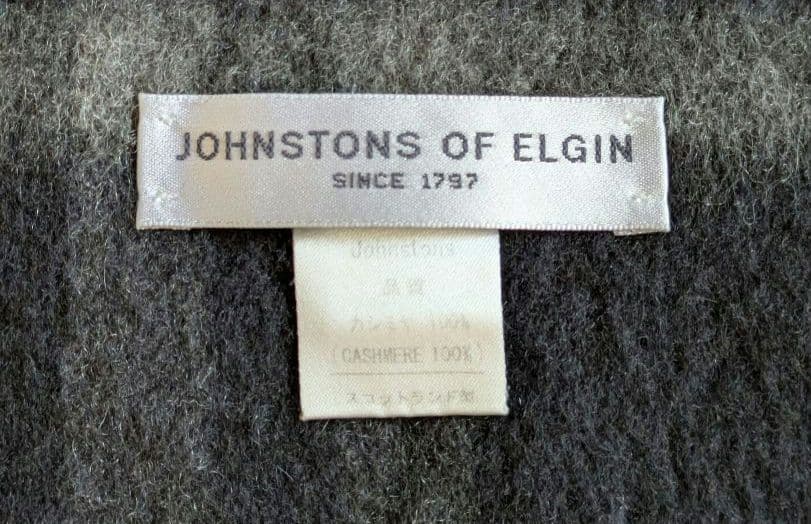 JOHNSTONS OF ELGIN
SINCE 1797
Johnstons
品質
カシミヤ 100%
(CASHMERE 100%)
スコットランド製